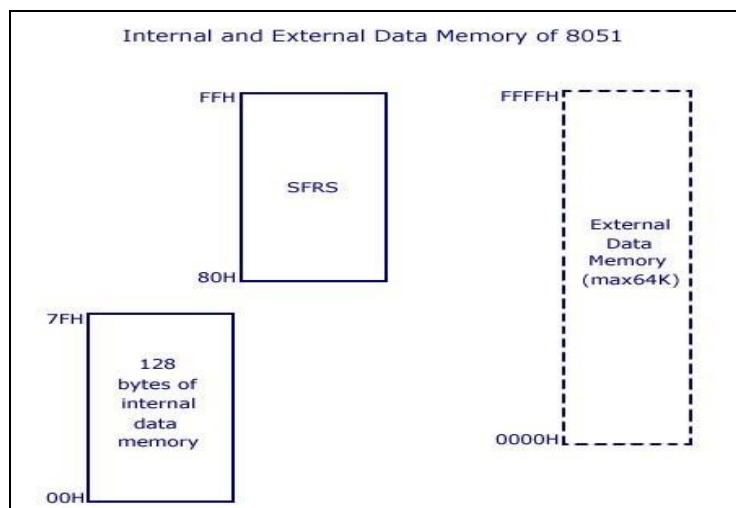 Internal and External Data Memory of 8051
FFH
SFRS
80H
7FH
128
bytes of
internal
data
memory
00H
FFFFH
External
Data
Memory
(max64K)
0000H